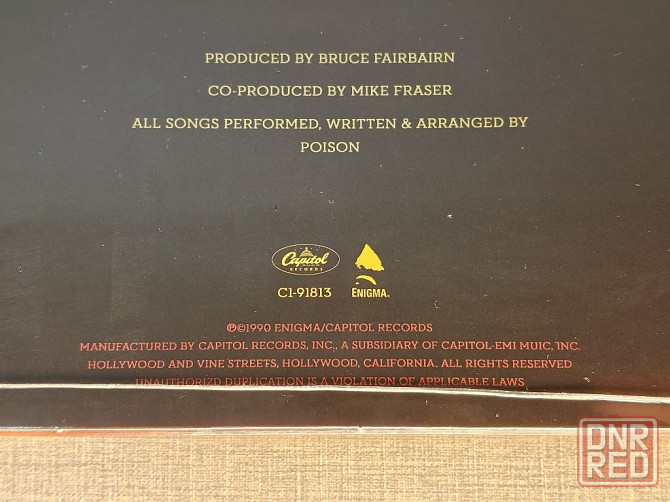 PRODUCED BY BRUCE FAIRBAIRN
CO-PRODUCED BY MIKE FRASER
ALL SONGS PERFORMED, WRITTEN & ARRANGED BY
POISON
Capitol
RECORDS
C1-91813
ENIGMA
℗©1990 ENIGMA/CAPITOL RECORDS
MANUFACTURED BY CAPITOL RECORDS, INC., A SUBSIDIARY OF CAPITOL-EMI MUIC, INC.
HOLLYWOOD AND VINE STREETS, HOLLYWOOD, CALIFORNIA. ALL RIGHTS RESERVED
UNAUTHORIZD DUPLICATION IS A VIOLATION OF APPLICABLE LAWS
DNR
RED